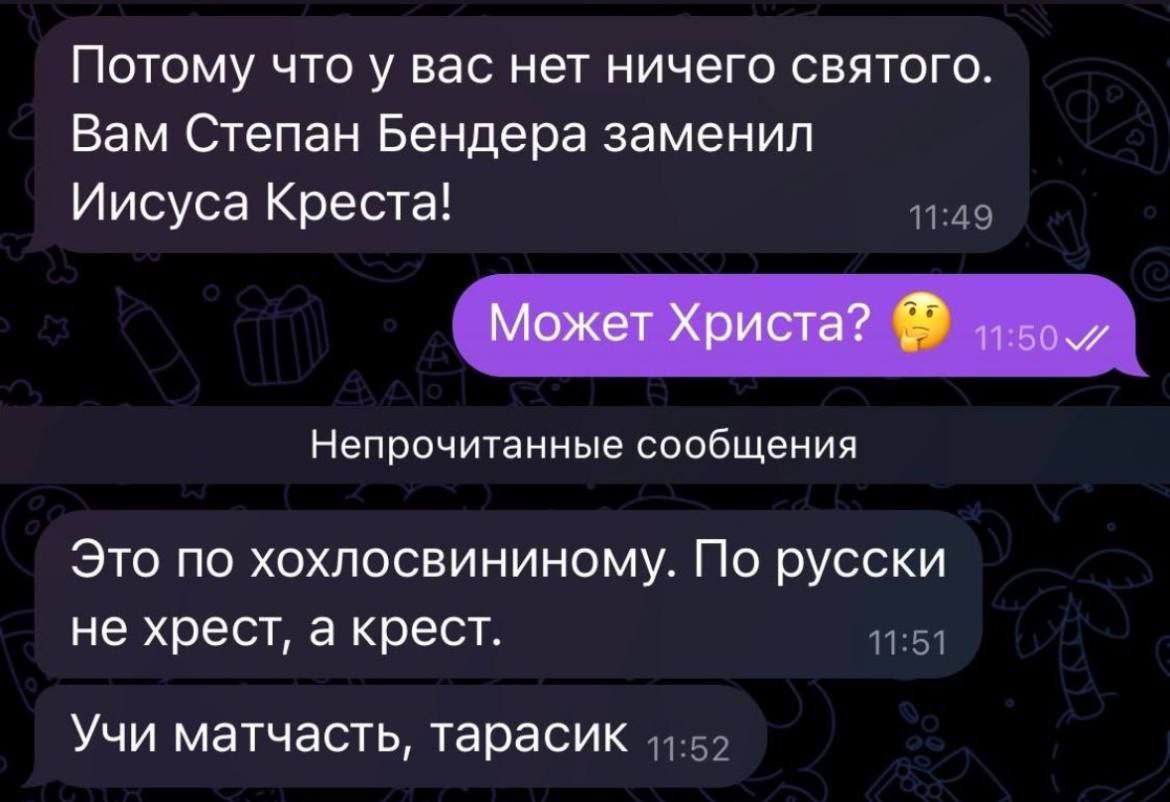 Потому что у вас нет ничего святого.
Вам Степан Бендера заменил
Иисуса Креста!
11:49
Может Христа? 🤔 11:50
Непрочитанные сообщения
Это по хохлосвининому. По русски
не хрест, а крест.
11:51
Учи матчасть, тарасик 11:52